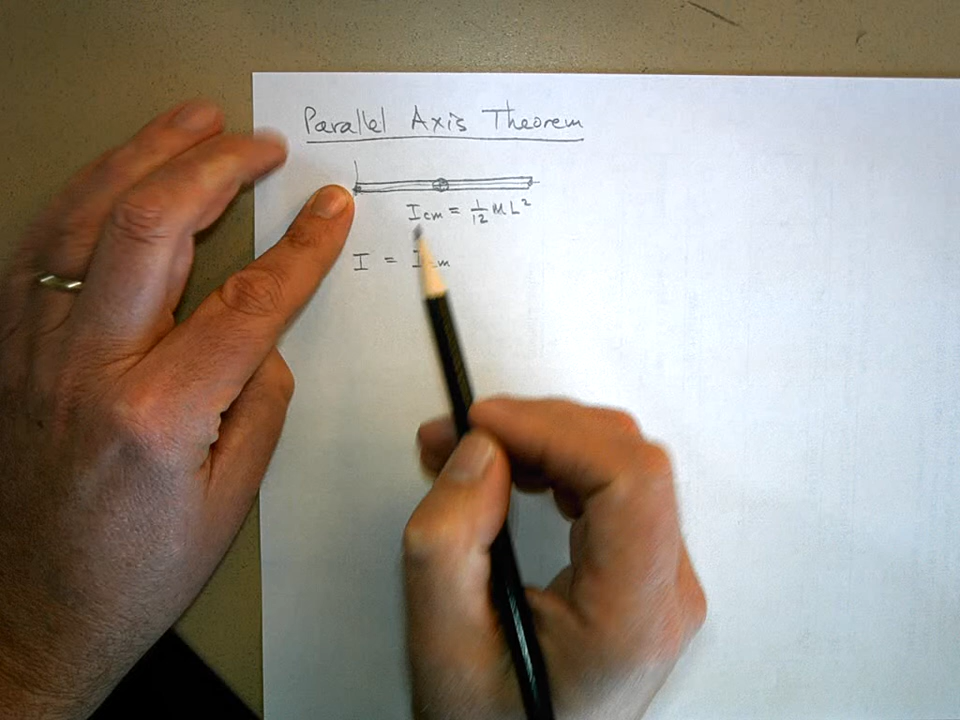 Parallel Axis Theorem
Icm = 1/12 ML²
I = Icm